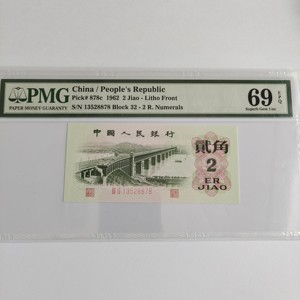 PMG
PAPER MONEY GUARANTY
China / People's Republic
Pick# 878c 1962 2 Jiao - Litho Front
S/N 13528878 Block 32 - 2 R. Numerals
69 EPQ
Superb Gem Unc
中国人民银行
贰角
2
ER
JIAO
13528878